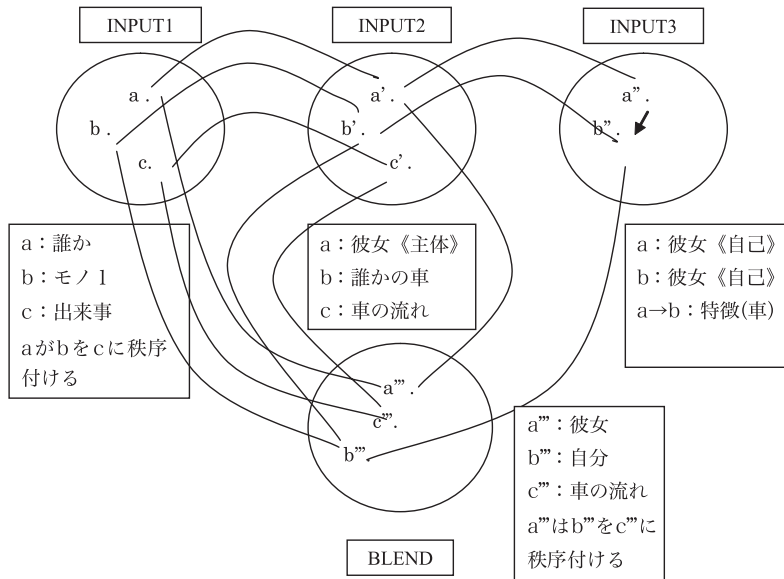 INPUT1
INPUT2
INPUT3
a .
b .
c.
a’ .
b’ .
c’ .
a” .
b” .
a：誰か
b：モノ１
c：出来事
aがbをcに秩序
付ける
a：彼女《主体》
b：誰かの車
c：車の流れ
a：彼女《自己》
b：彼女《自己》
a→b：特徴(車)
a’” .
c’”.
b’”.
a’”：彼女
b’”：自分
c’”：車の流れ
a’”はb’”をc’”に
秩序付ける
BLEND